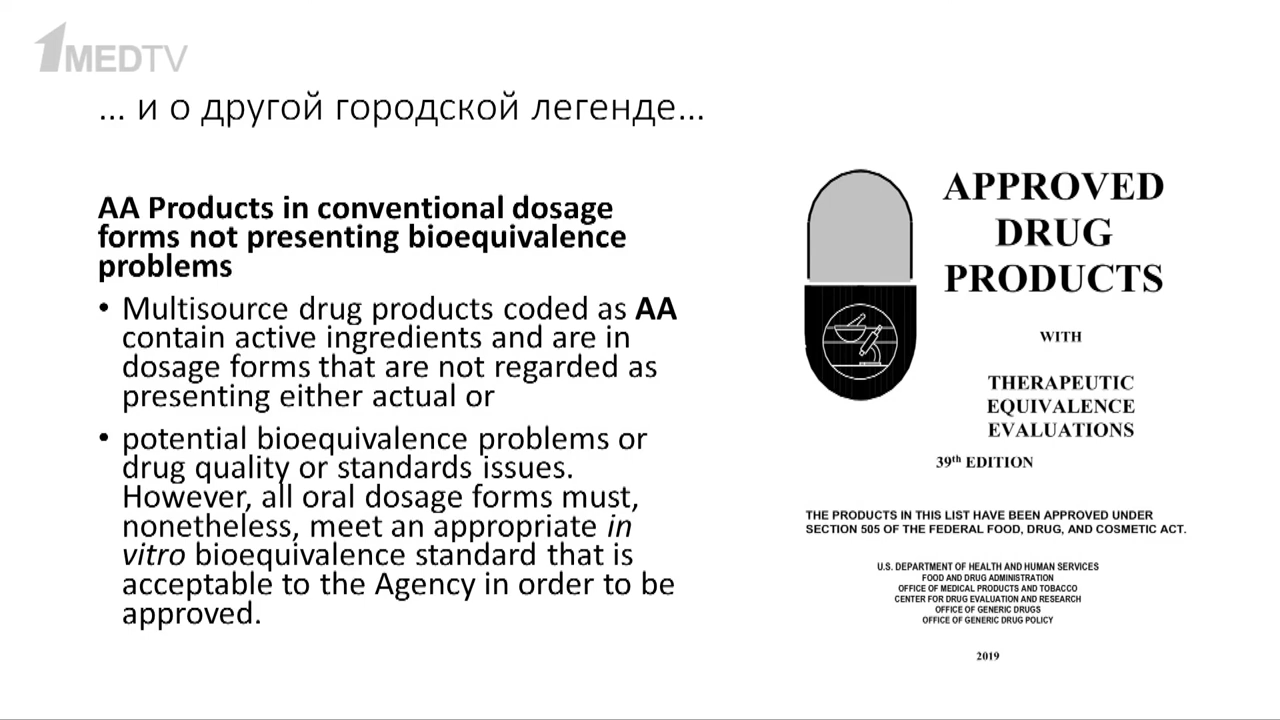 1MEDTV
... и о другой городской легенде...
AA Products in conventional dosage
forms not presenting bioequivalence
problems
• Multisource drug products coded as AA
contain active ingredients and are in
dosage forms that are not regarded as
presenting either actual or
• potential bioequivalence problems or
drug quality or standards issues.
However, all oral dosage forms must,
nonetheless, meet an appropriate in
vitro bioequivalence standard that is
acceptable to the Agency in order to be
approved.
APPROVED
DRUG
PRODUCTS
WITH
THERAPEUTIC
EQUIVALENCE
EVALUATIONS
39th EDITION
THE PRODUCTS IN THIS LIST HAVE BEEN APPROVED UNDER
SECTION 505 OF THE FEDERAL FOOD, DRUG, AND COSMETIC ACT.
U.S. DEPARTMENT OF HEALTH AND HUMAN SERVICES
FOOD AND DRUG ADMINISTRATION
OFFICE OF MEDICAL PRODUCTS AND TOBACCO
CENTER FOR DRUG EVALUATION AND RESEARCH
OFFICE OF GENERIC DRUGS
OFFICE OF GENERIC DRUG POLICY
2019